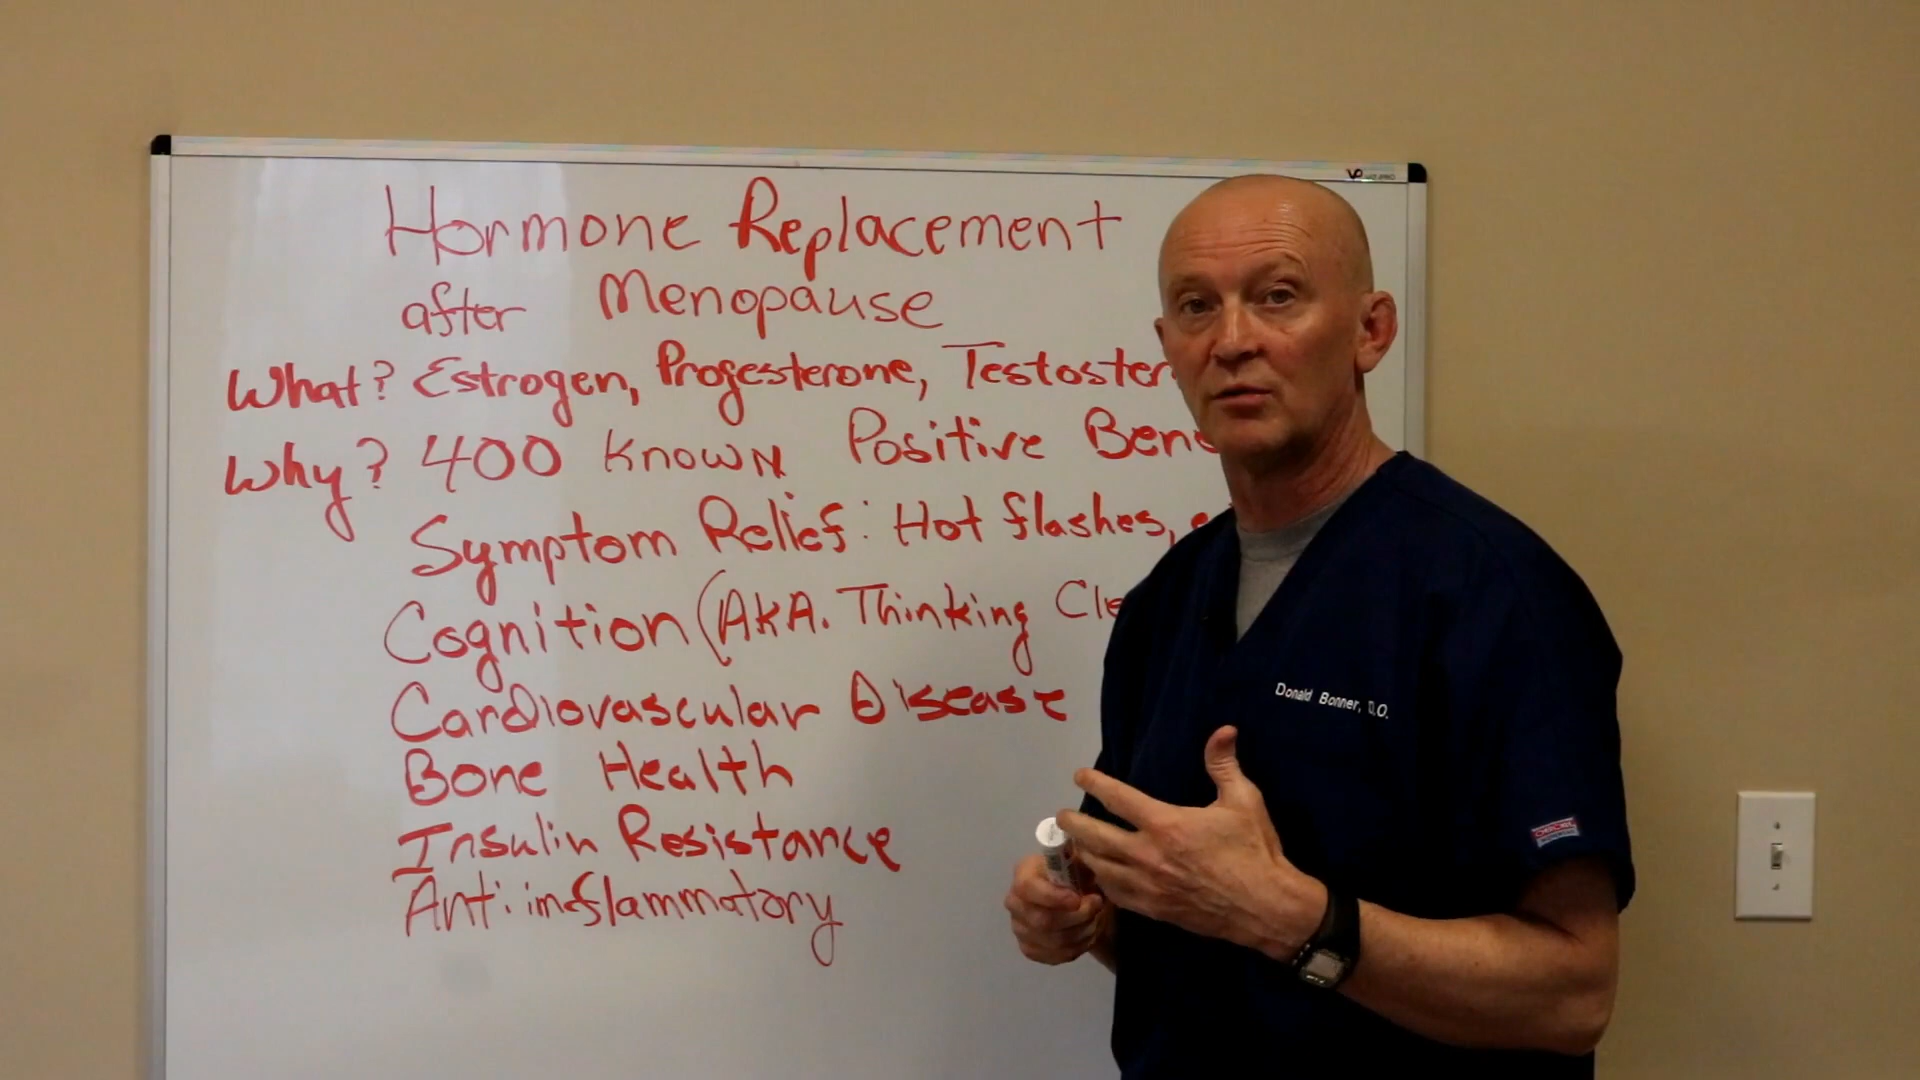 Hormone Replacement
after Menopause
What? Estrogen, Progesterone, Testoster
Why? 400 Known Positive Bene
Symptom Relief: Hot flashes, e
Cognition (AKA. Thinking Cle
Cardiovascular Disease
Bone Health
Insulin Resistance
Anti-inflammatory
Donald Bonner, D.O.